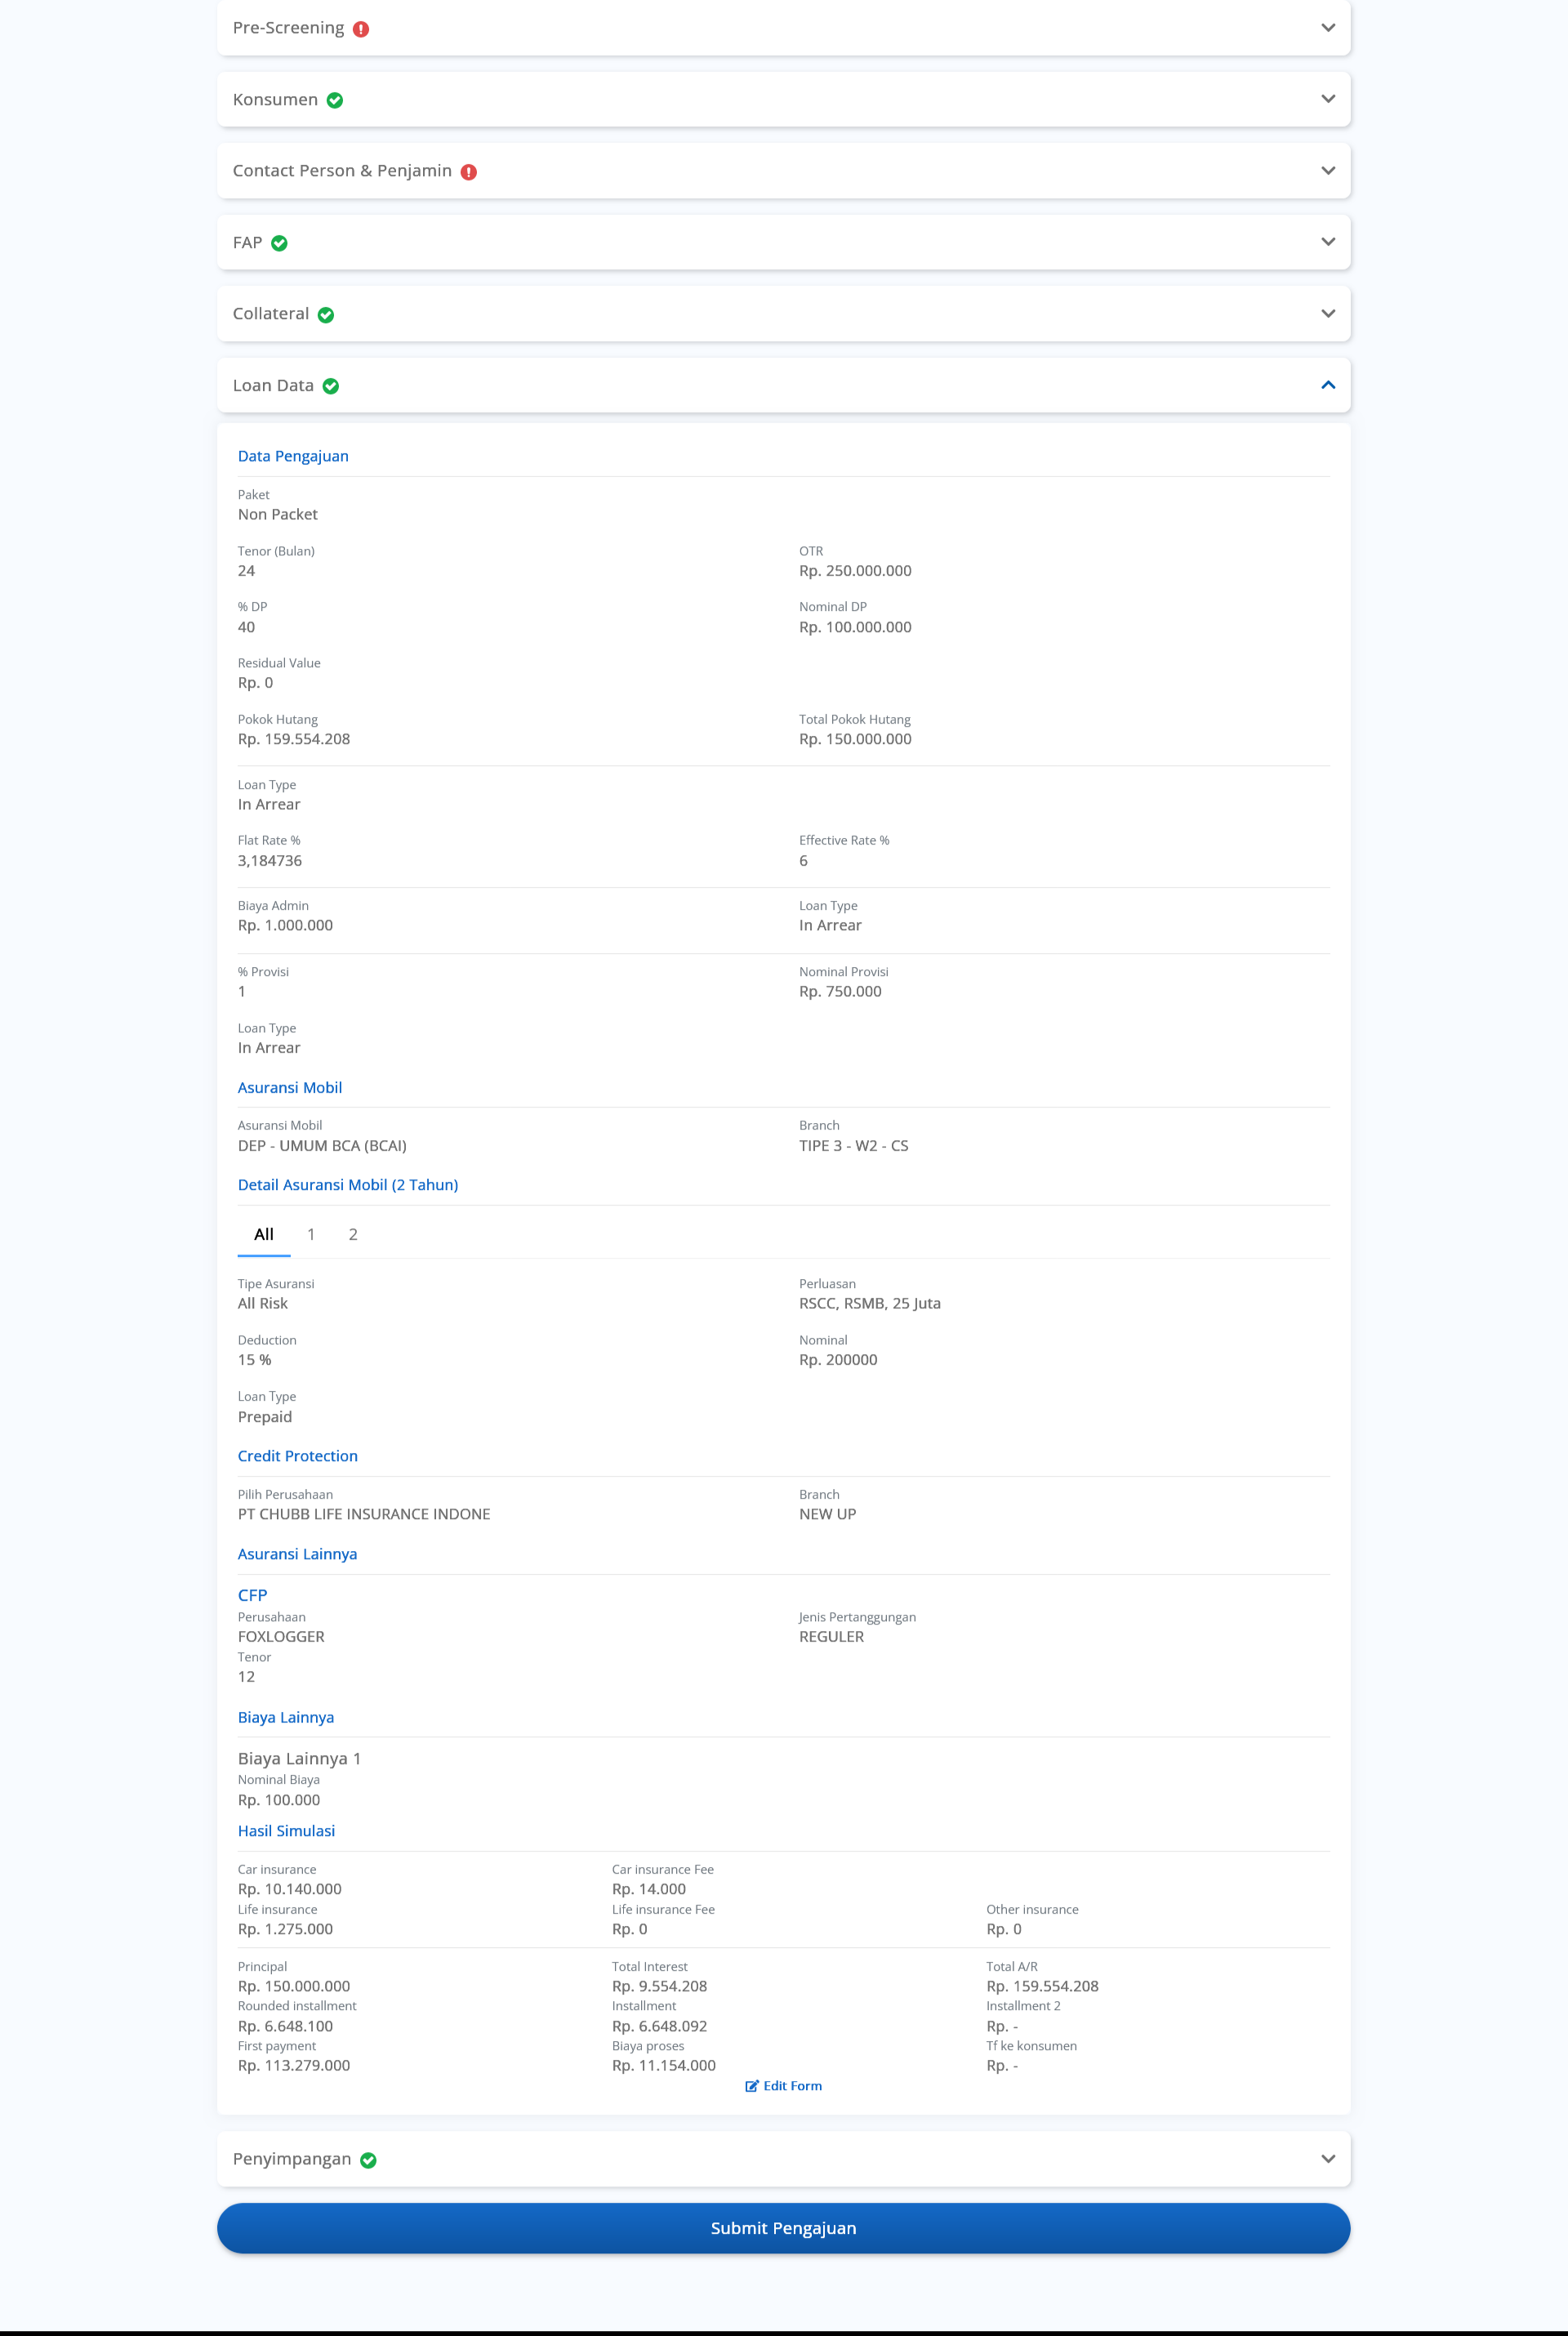 Pre-Screening
Konsumen
Contact Person & Penjamin
FAP
Collateral
Loan Data
Data Pengajuan
Paket
Non Packet
Tenor (Bulan) OTR
24 Rp. 250.000.000
% DP Nominal DP
40 Rp. 100.000.000
Residual Value
Rp. 0
Pokok Hutang Total Pokok Hutang
Rp. 159.554.208 Rp. 150.000.000
Loan Type
In Arrear
Flat Rate % Effective Rate %
3,184736 6
Biaya Admin Loan Type
Rp. 1.000.000 In Arrear
% Provisi Nominal Provisi
1 Rp. 750.000
Loan Type
In Arrear
Asuransi Mobil
Asuransi Mobil Branch
DEP - UMUM BCA (BCAI) TIPE 3 - W2 - CS
Detail Asuransi Mobil (2 Tahun)
All 1 2
Tipe Asuransi Perluasan
All Risk RSCC, RSMB, 25 Juta
Deduction Nominal
15 % Rp. 200000
Loan Type
Prepaid
Credit Protection
Pilih Perusahaan Branch
PT CHUBB LIFE INSURANCE INDONE NEW UP
Asuransi Lainnya
CFP
Perusahaan Jenis Pertanggungan
FOXLOGGER REGULER
Tenor
12
Biaya Lainnya
Biaya Lainnya 1
Nominal Biaya
Rp. 100.000
Hasil Simulasi
Car insurance Car insurance Fee
Rp. 10.140.000 Rp. 14.000
Life insurance Life insurance Fee Other insurance
Rp. 1.275.000 Rp. 0 Rp. 0
Principal Total Interest Total A/R
Rp. 150.000.000 Rp. 9.554.208 Rp. 159.554.208
Rounded installment Installment Installment 2
Rp. 6.648.100 Rp. 6.648.092 Rp. -
First payment Biaya proses Tf ke konsumen
Rp. 113.279.000 Rp. 11.154.000 Rp. -
Edit Form
Penyimpangan
Submit Pengajuan